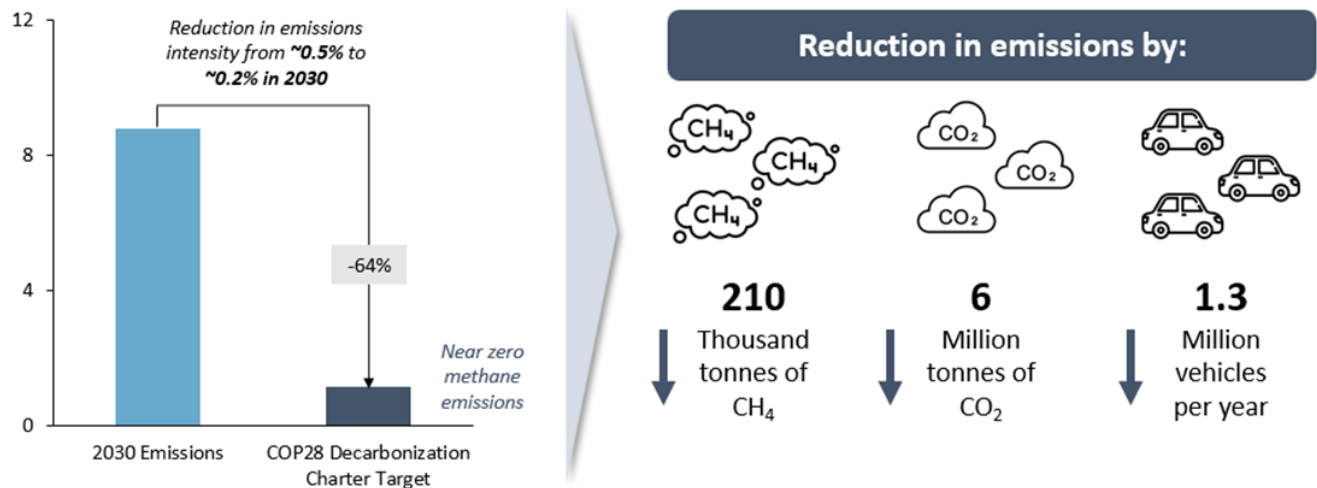 12
8
4
0
Reduction in emissions
intensity from ~0.5% to
~0.2% in 2030
-64%
Near zero
methane
emissions
2030 Emissions
COP28 Decarbonization
Charter Target
Reduction in emissions by:
CH₄
CH₄
CH₄
CO₂
CO₂
CO₂
210
Thousand
tonnes of
CH₄
6
Million
tonnes of
CO₂
1.3
Million
vehicles
per year